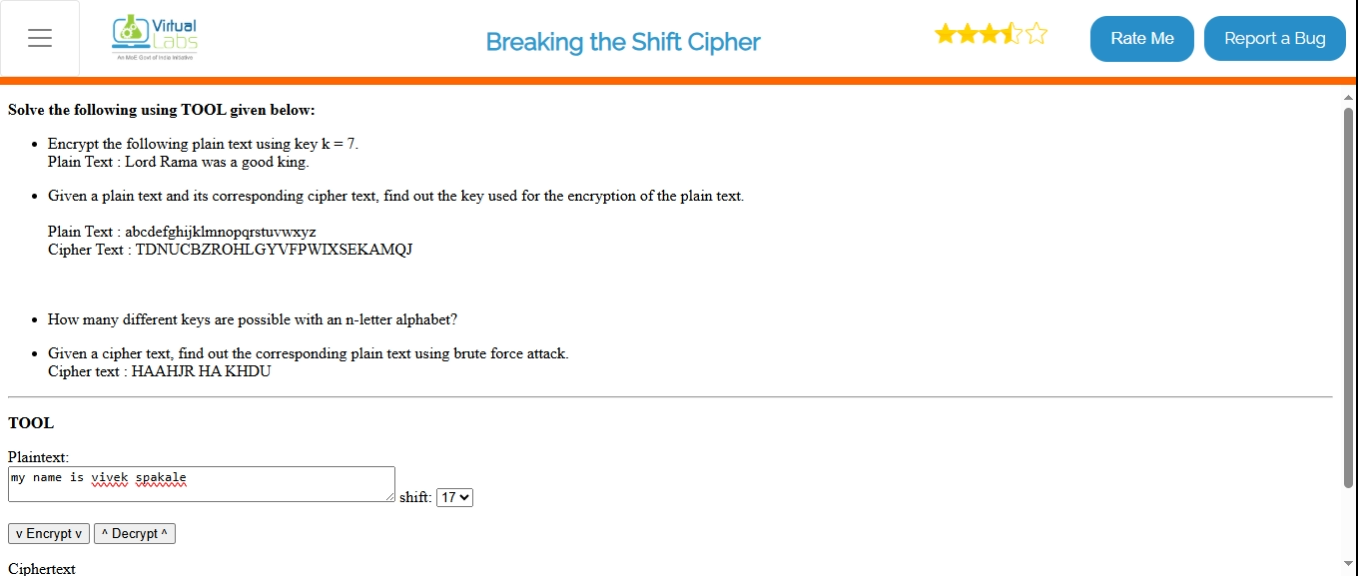 Virtual
Labs
An MoE Govt of India Initiative
Breaking the Shift Cipher
Rate Me
Report a Bug
Solve the following using TOOL given below:
Encrypt the following plain text using key k = 7.
Plain Text : Lord Rama was a good king.
Given a plain text and its corresponding cipher text, find out the key used for the encryption of the plain text.
Plain Text : abcdefghijklmnopqrstuvwxyz
Cipher Text : TDNUCBZROHLGYVFPWIXSEKAMQJ
How many different keys are possible with an n-letter alphabet?
Given a cipher text, find out the corresponding plain text using brute force attack.
Cipher text : HAAHJR HA KHDU
TOOL
Plaintext:
my name is vivek spakale
shift: 17
v Encrypt v ^ Decrypt ^
Ciphertext